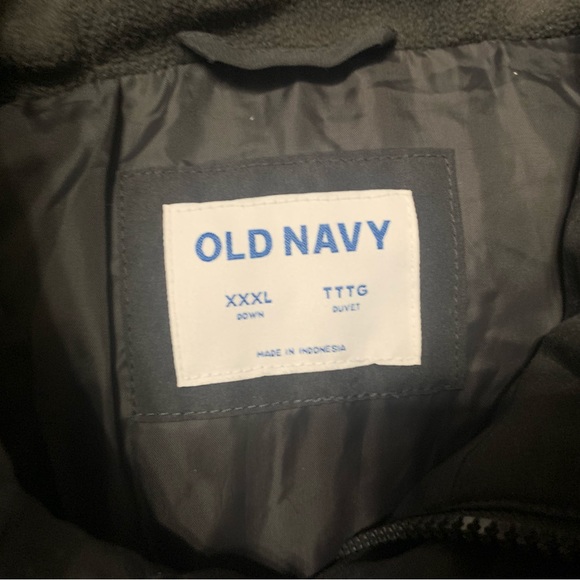 OLD NAVY
XXXL TTTG
DOWN DUVET
MADE IN INDONESIA